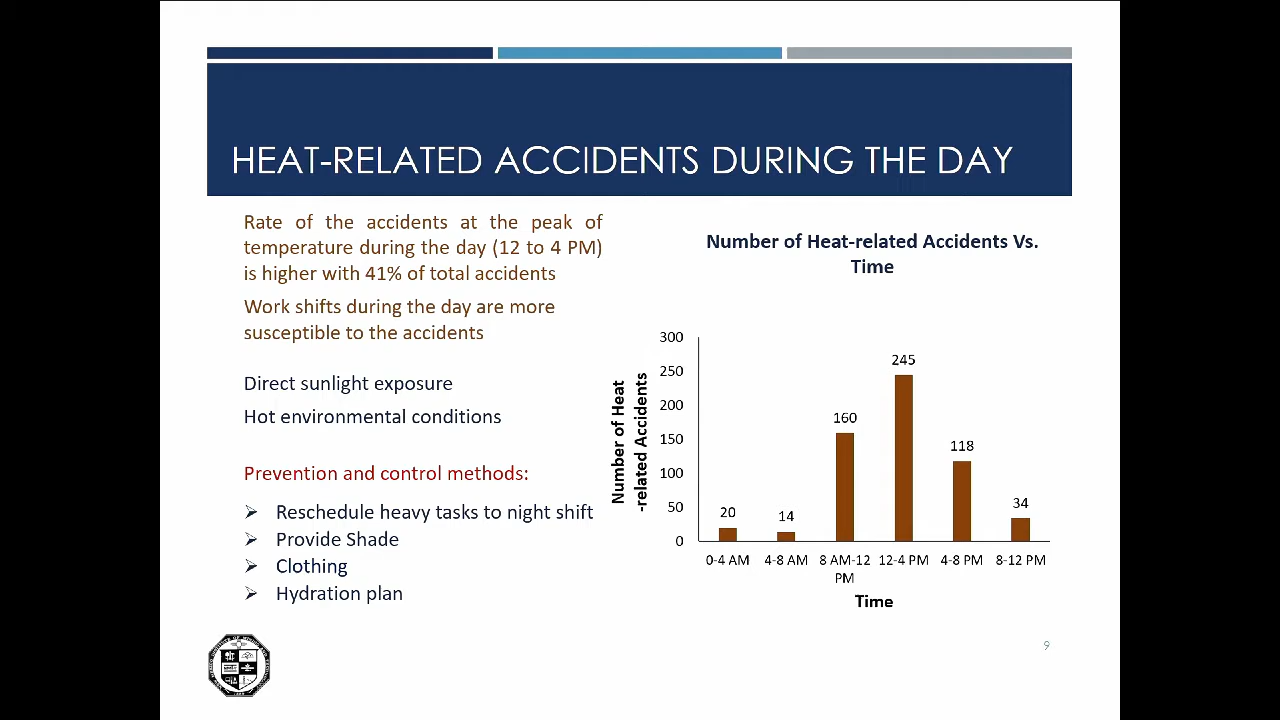 HEAT-RELATED ACCIDENTS DURING THE DAY
Rate of the accidents at the peak of
temperature during the day (12 to 4 PM)
is higher with 41% of total accidents
Work shifts during the day are more
susceptible to the accidents
Direct sunlight exposure
Hot environmental conditions
Prevention and control methods:
Reschedule heavy tasks to night shift
Provide Shade
Clothing
Hydration plan
Number of Heat-related Accidents Vs.
Time
Number of Heat
-related Accidents
300
250
200
150
100
50
0
20
14
160
245
118
34
0-4 AM 4-8 AM 8 AM-12 12-4 PM 4-8 PM 8-12 PM
PM
Time
9